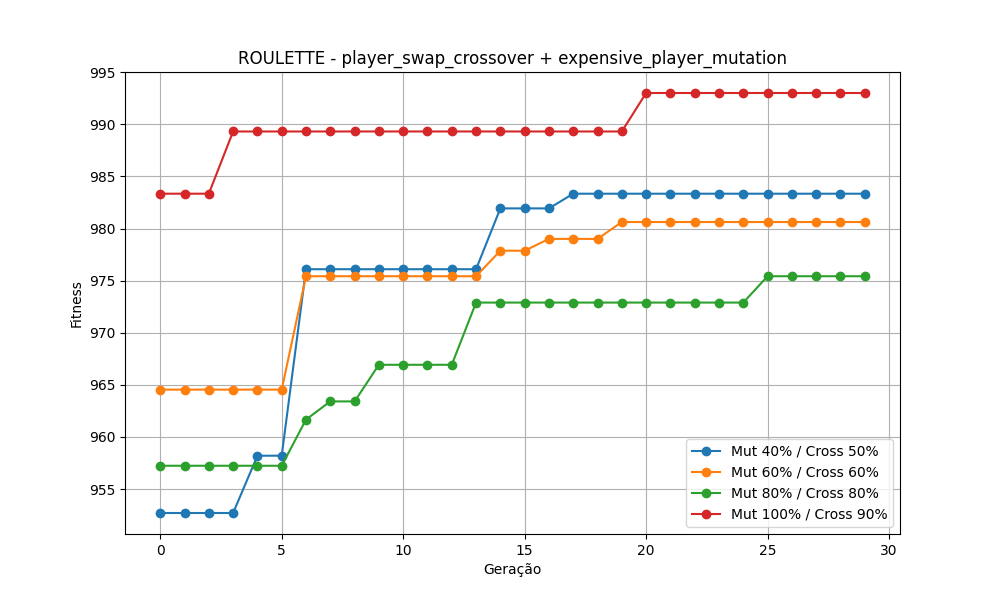 ROULETTE - player_swap_crossover + expensive_player_mutation
995
990
985
980
975
970
965
960
955
Fitness
0
5
10
15
20
25
30
Geração
Mut 40% / Cross 50%
Mut 60% / Cross 60%
Mut 80% / Cross 80%
Mut 100% / Cross 90%